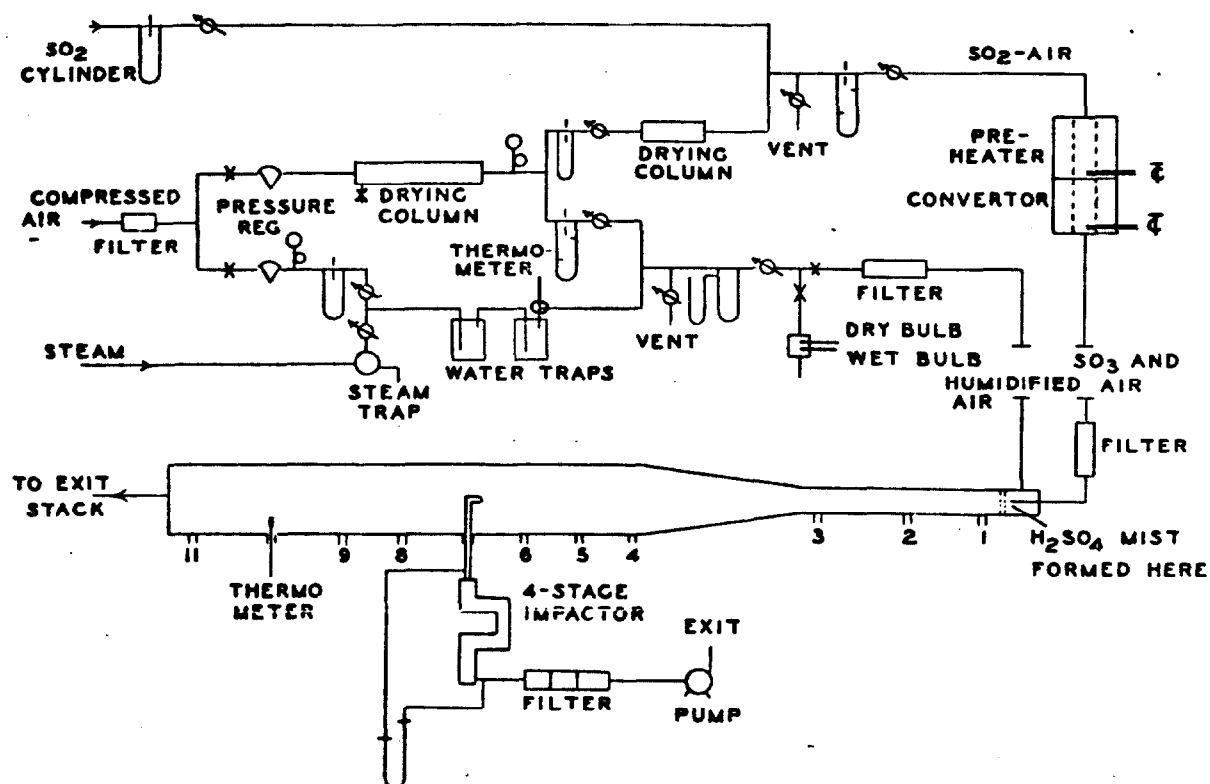 SO2
CYLINDER
SO2-AIR
VENT
DRYING
COLUMN
PRE-
HEATER
CONVERTOR
COMPRESSED
AIR
FILTER
PRESSURE
REG
DRYING
COLUMN
THERMO-
METER
VENT
FILTER
DRY BULB
WET BULB
STEAM
STEAM
TRAP
WATER TRAPS
HUMIDIFIED
AIR
SO3 AND
AIR
FILTER
TO EXIT
STACK
11
9
8
6
5
4
3
2
1
H2SO4 MIST
FORMED HERE
THERMO
METER
4-STAGE
IMPACTOR
EXIT
FILTER
PUMP